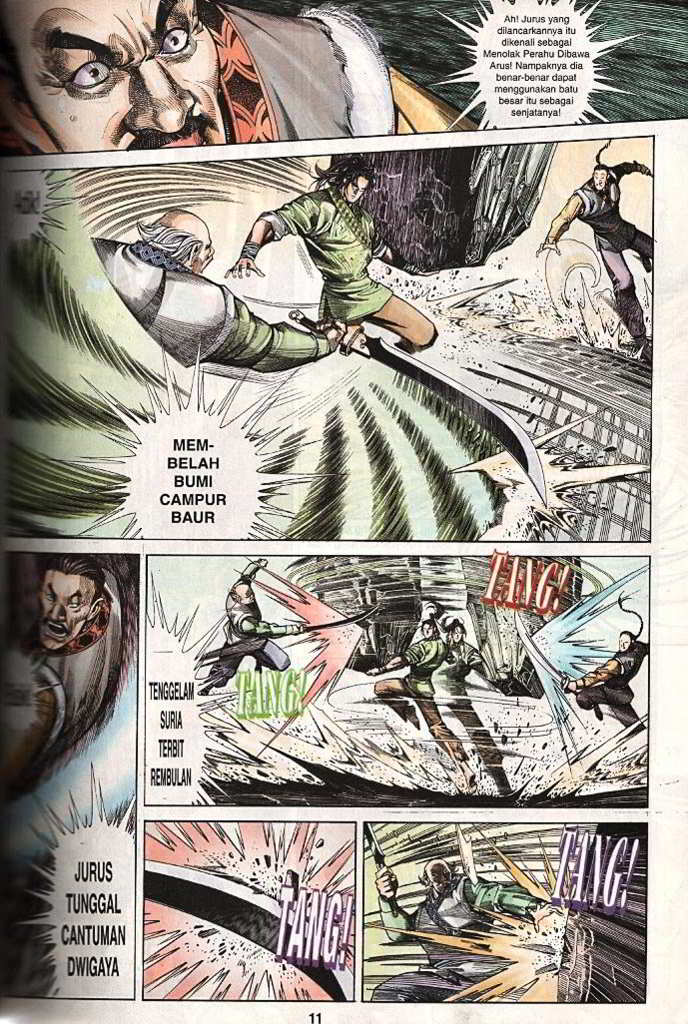 Ah! Jurus yang
dilancarkannya itu
dikenali sebagai
Menolak Perahu Dibawa
Arus! Nampaknya dia
benar-benar dapat
menggunakan batu
besar itu sebagai
senjatanya!
MEM-
BELAH
BUMI
CAMPUR
BAUR
TANG!
TANG!
TENGGELAM
SURIA
TERBIT
REMBULAN
JURUS
TUNGGAL
CANTUMAN
DWIGAYA
TANG!
TANG!
11